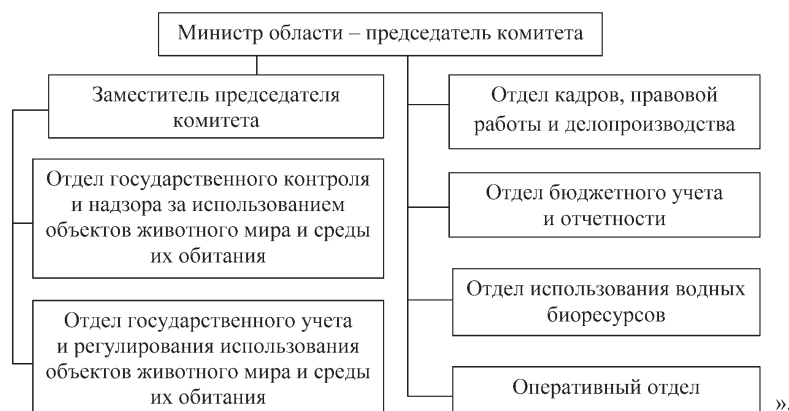 Министр области – председатель комитета
Заместитель председателя
комитета
Отдел государственного контроля
и надзора за использованием
объектов животного мира и среды
их обитания
Отдел государственного учета
и регулирования использования
объектов животного мира и среды
их обитания
Отдел кадров, правовой
работы и делопроизводства
Отдел бюджетного учета
и отчетности
Отдел использования водных
биоресурсов
Оперативный отдел
».